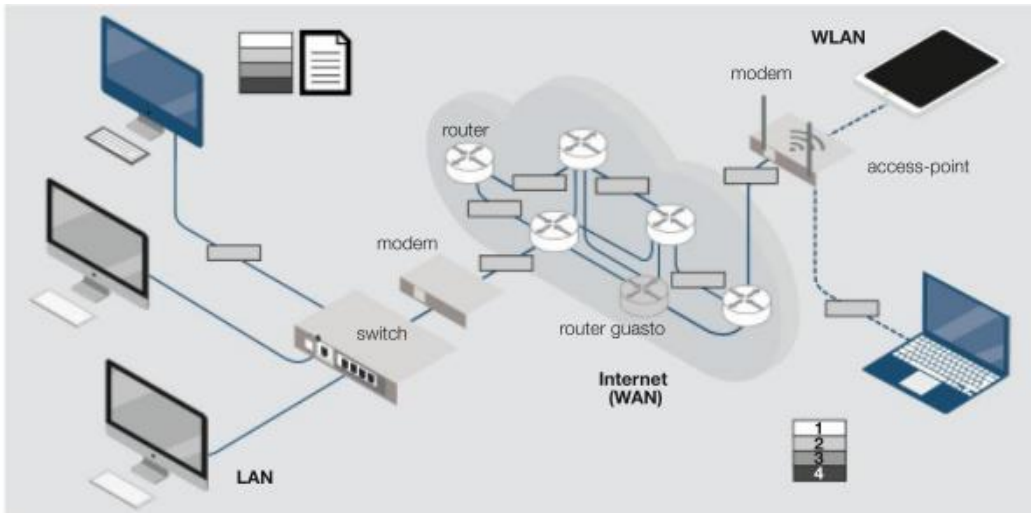 WLAN
modem
router
access-point
modem
switch
router guasto
Internet
(WAN)
1
2
3
4
LAN